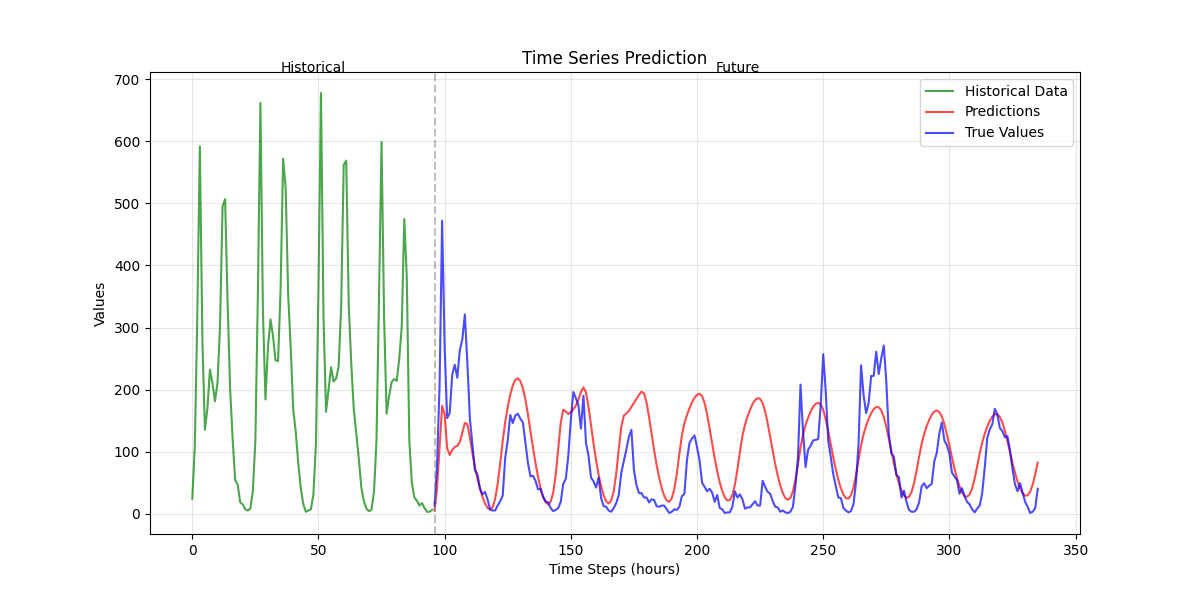 Time Series Prediction
Historical
Future
700
600
500
400
300
200
100
0
Values
0
50
100
150
200
250
300
350
Time Steps (hours)
Historical Data
Predictions
True Values